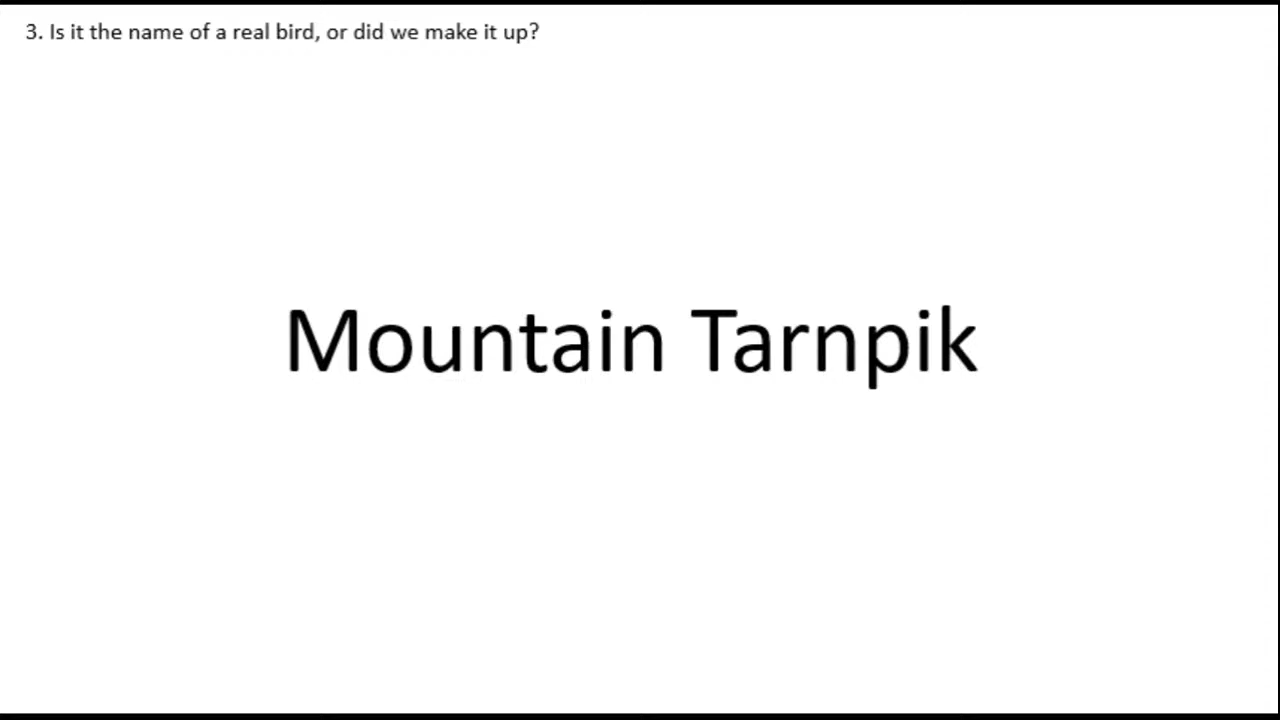 3. Is it the name of a real bird, or did we make it up?
Mountain Tarnpik